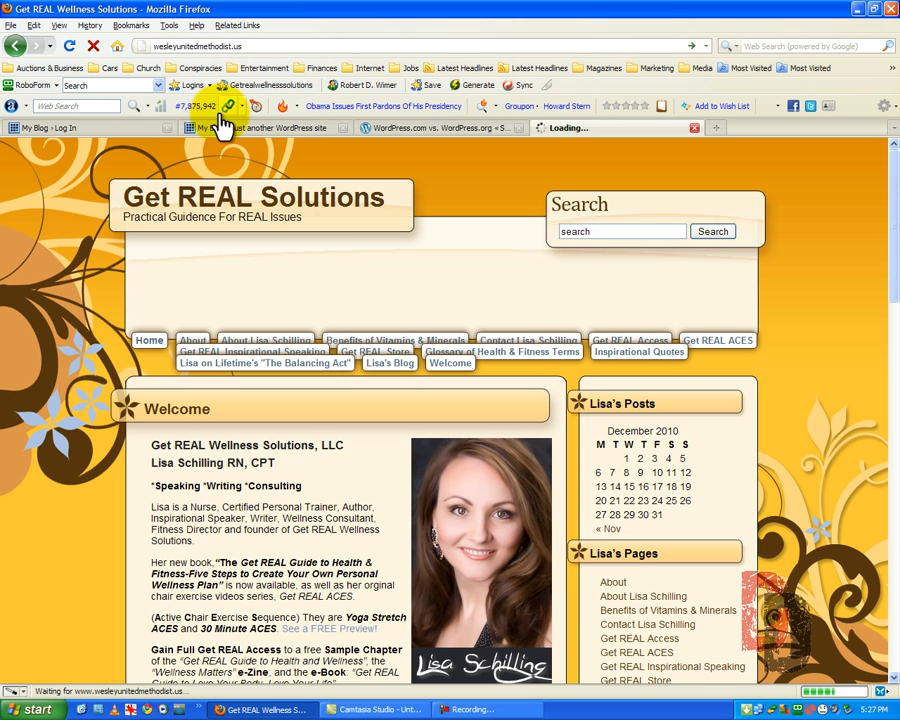 Get REAL Wellness Solutions - Mozilla Firefox
File Edit View History Bookmarks Tools Help Related Links
wesleyunitedmethodist.us
Web Search (powered by Google)
Auctions & Business Cars Church Conspiracies Entertainment Finances Internet Jobs Latest Headlines Latest Headlines Magazines Marketing Media Most Visited Most Visited
RoboForm Search Logins Getrealwellnesssolutions Robert D. Wimer Save Generate Sync
a Web Search #7,875,942 Obama Issues First Pardons Of His Presidency Groupon Howard Stern Add to Wish List
My Blog › Log In
just another WordPress site
WordPress.com vs. WordPress.org « S...
Loading...
Get REAL Solutions
Practical Guidence For REAL Issues
Search
search Search
Home About About Lisa Schilling Benefits of Vitamins & Minerals Contact Lisa Schilling Get REAL Access Get REAL ACES
Get REAL Inspirational Speaking Get REAL Store Glossary of Health & Fitness Terms Inspirational Quotes
Lisa on Lifetime's "The Balancing Act" Lisa's Blog Welcome
Welcome
Get REAL Wellness Solutions, LLC
Lisa Schilling RN, CPT
*Speaking *Writing *Consulting
Lisa is a Nurse, Certified Personal Trainer, Author,
Inspirational Speaker, Writer, Wellness Consultant,
Fitness Director and founder of Get REAL Wellness
Solutions.
Her new book,"The Get REAL Guide to Health &
Fitness-Five Steps to Create Your Own Personal
Wellness Plan" is now available, as well as her orginal
chair exercise videos series, Get REAL ACES.
(Active Chair Exercise Sequence) They are Yoga Stretch
ACES and 30 Minute ACES. See a FREE Preview!
Gain Full Get REAL Access to a free Sample Chapter
of the "Get REAL Guide to Health and Wellness", the
"Wellness Matters" e-Zine, and the e-Book: "Get REAL
Guide to Love Your Body, Love Your Life"
Lisa Schilling
Lisa's Posts
December 2010
M T W T F S S
1 2 3 4 5
6 7 8 9 10 11 12
13 14 15 16 17 18 19
20 21 22 23 24 25 26
27 28 29 30 31
« Nov
Lisa's Pages
About
About Lisa Schilling
Benefits of Vitamins & Minerals
Contact Lisa Schilling
Get REAL Access
Get REAL ACES
Get REAL Inspirational Speaking
Get REAL Store
Waiting for www.wesleyunitedmethodist.us...
start
Get REAL Wellness S...
Camtasia Studio - Unt...
Recording...
5:27 PM